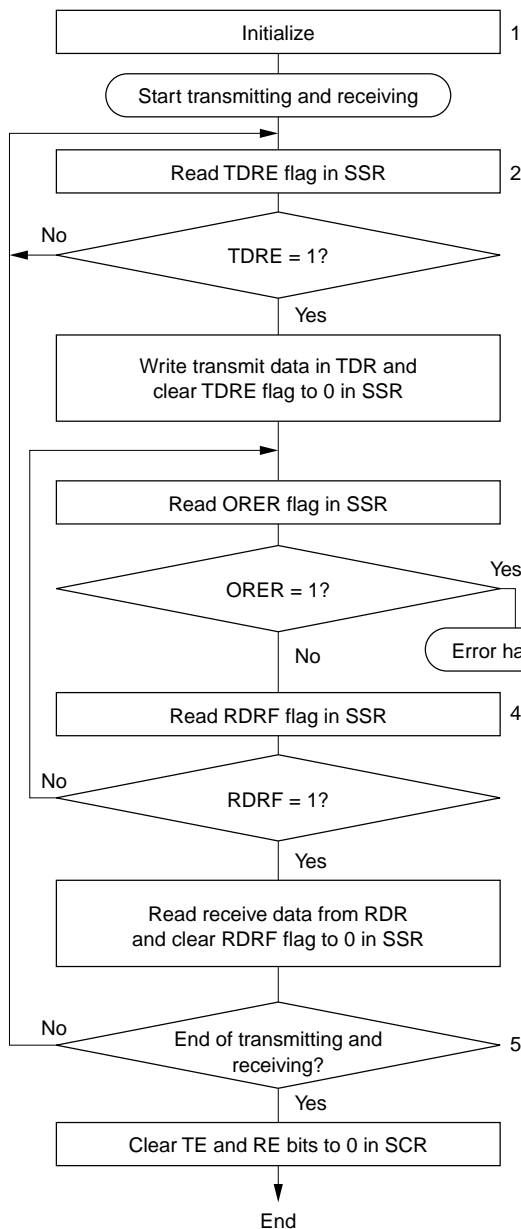 Initialize
1
Start transmitting and receiving
Read TDRE flag in SSR
2
No
TDRE = 1?
Yes
Write transmit data in TDR and
clear TDRE flag to 0 in SSR
Read ORER flag in SSR
Yes
ORER = 1?
Error ha
No
Read RDRF flag in SSR
4
No
RDRF = 1?
Yes
Read receive data from RDR
and clear RDRF flag to 0 in SSR
No
End of transmitting and
receiving?
5
Yes
Clear TE and RE bits to 0 in SCR
End